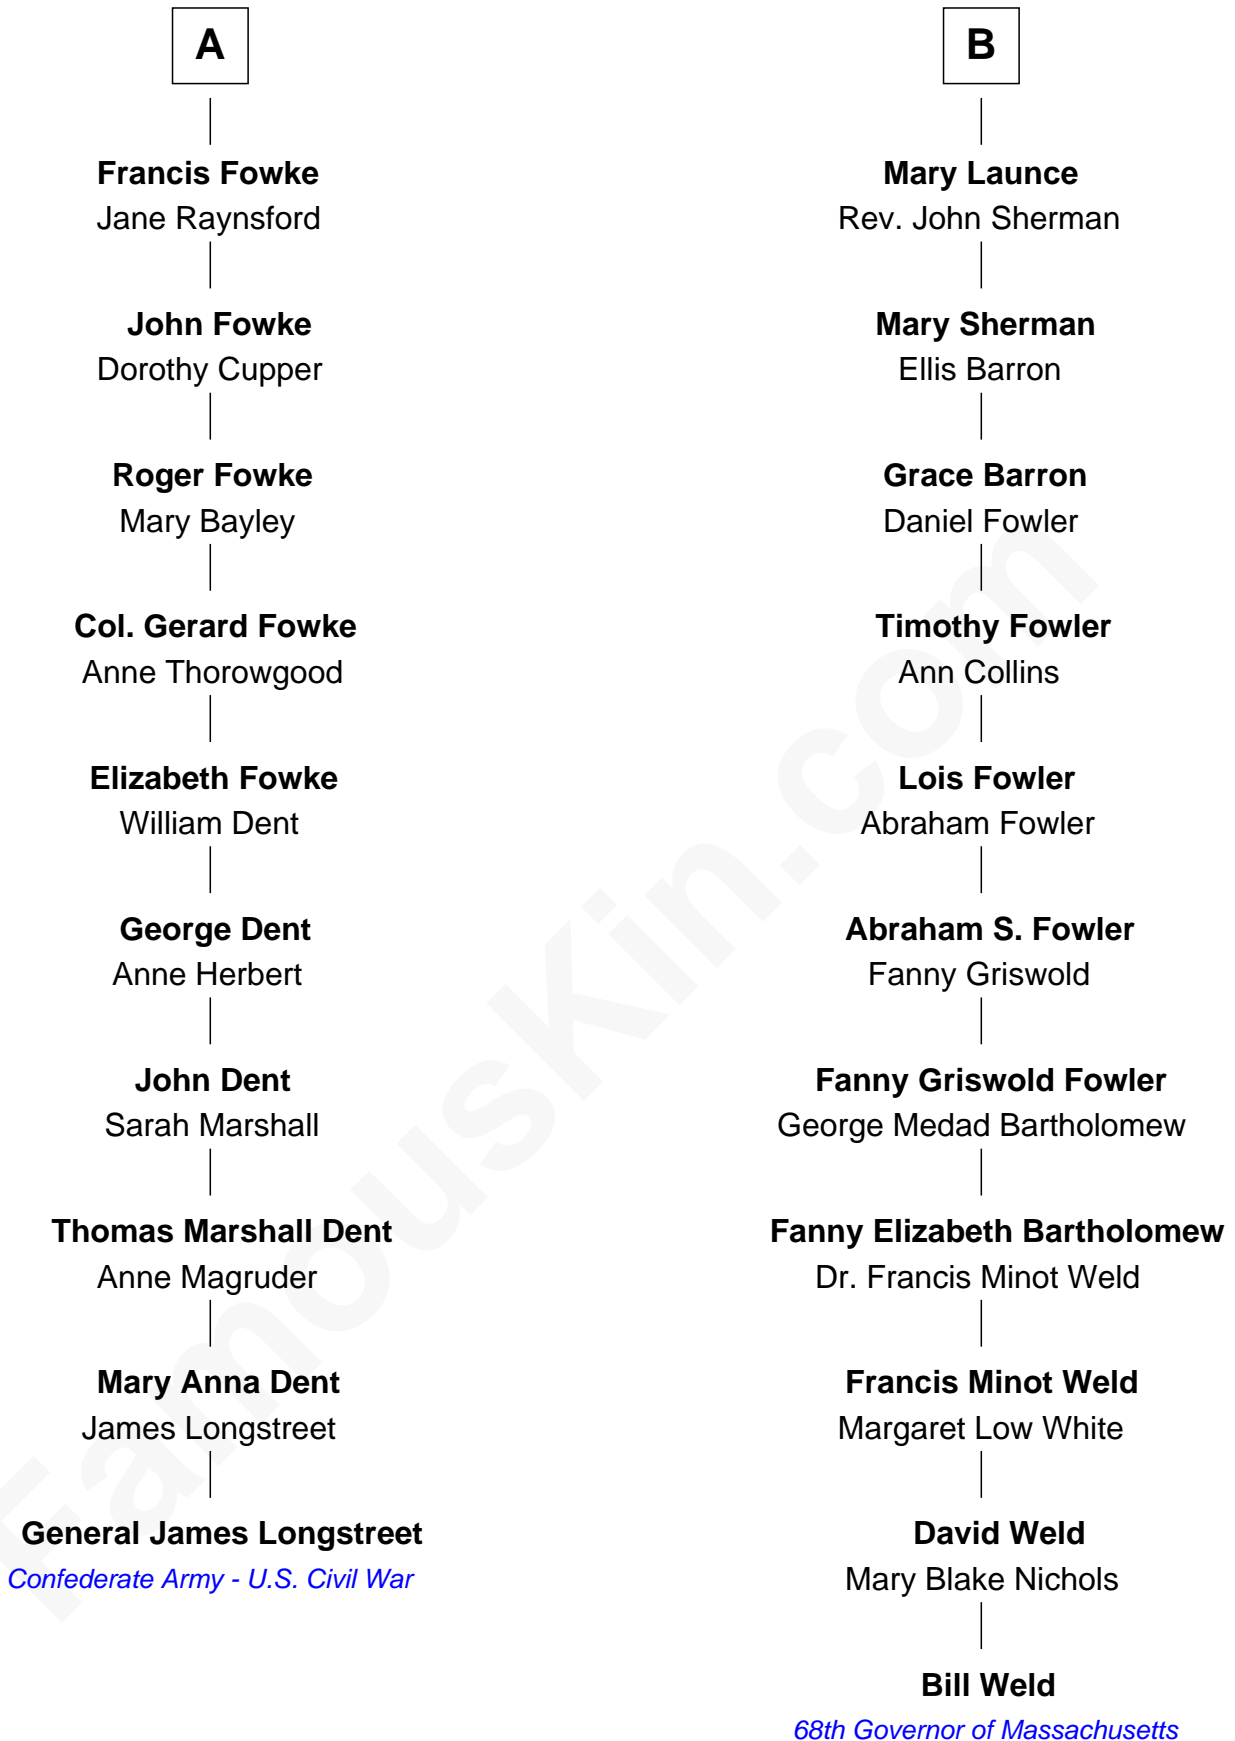 A
Francis Fowke
Jane Raynsford
John Fowke
Dorothy Cupper
Roger Fowke
Mary Bayley
Col. Gerard Fowke
Anne Thorowgood
Elizabeth Fowke
William Dent
George Dent
Anne Herbert
John Dent
Sarah Marshall
Thomas Marshall Dent
Anne Magruder
Mary Anna Dent
James Longstreet
General James Longstreet
Confederate Army - U.S. Civil War
B
Mary Launce
Rev. John Sherman
Mary Sherman
Ellis Barron
Grace Barron
Daniel Fowler
Timothy Fowler
Ann Collins
Lois Fowler
Abraham Fowler
Abraham S. Fowler
Fanny Griswold
Fanny Griswold Fowler
George Medad Bartholomew
Fanny Elizabeth Bartholomew
Dr. Francis Minot Weld
Francis Minot Weld
Margaret Low White
David Weld
Mary Blake Nichols
Bill Weld
68th Governor of Massachusetts
FamousKin.com